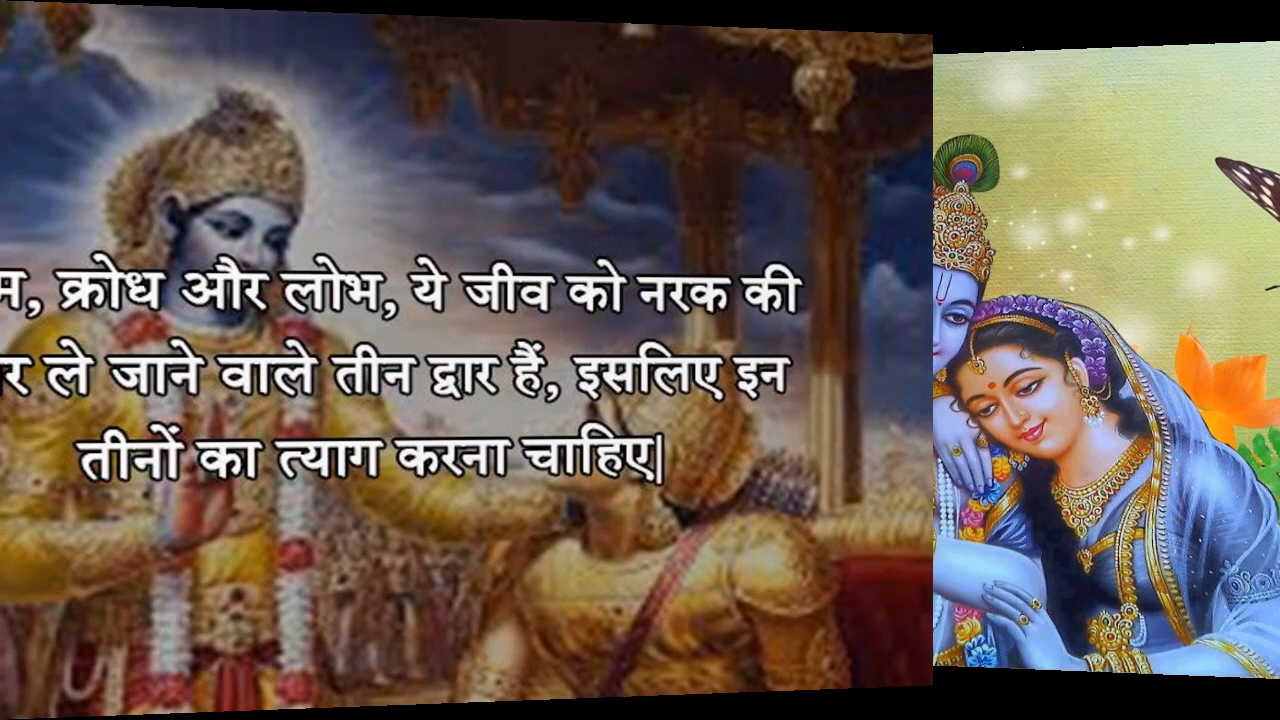 क्रोध और लोभ, ये जीव को नरक की
ले जाने वाले तीन द्वार हैं, इसलिए इन
तीनों का त्याग करना चाहिए|